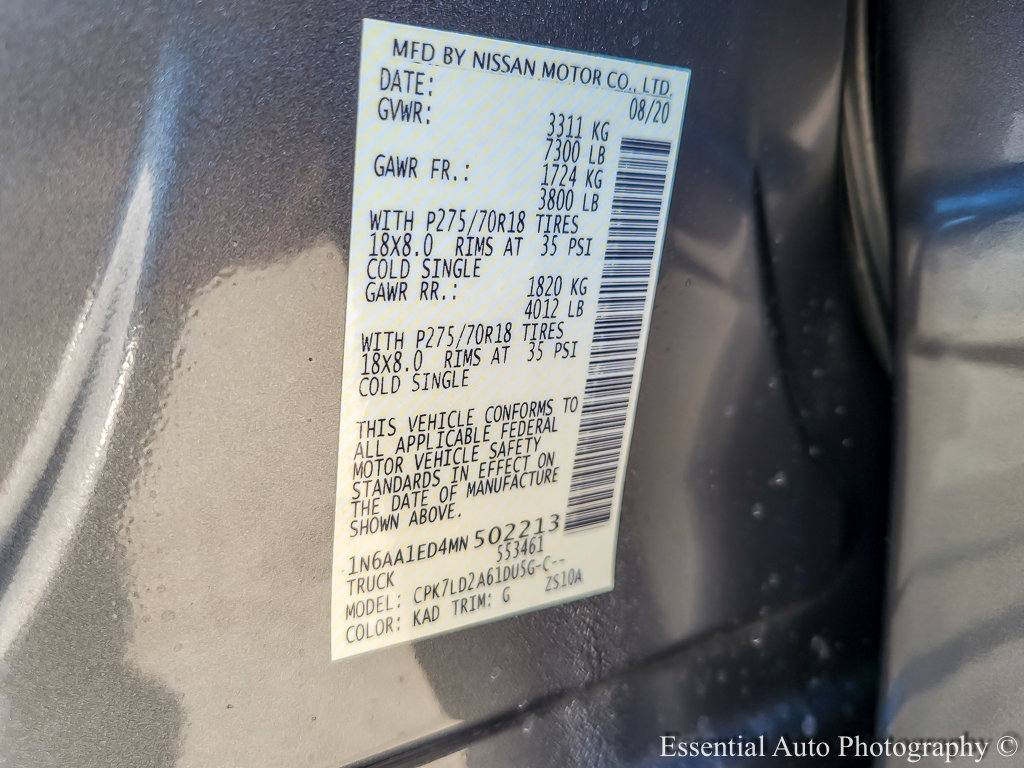 MFD BY NISSAN MOTOR CO., LTD.
DATE: 08/20
GVWR: 3311 KG
7300 LB
GAWR FR.: 1724 KG
3800 LB
WITH P275/70R18 TIRES
18X8.0 RIMS AT 35 PSI
COLD SINGLE
GAWR RR.: 1820 KG
4012 LB
WITH P275/70R18 TIRES
18X8.0 RIMS AT 35 PSI
COLD SINGLE
THIS VEHICLE CONFORMS TO
ALL APPLICABLE FEDERAL
MOTOR VEHICLE SAFETY
STANDARDS IN EFFECT ON
THE DATE OF MANUFACTURE
SHOWN ABOVE.
1N6AA1ED4MN502213
TRUCK 553461
MODEL: CPK7LD2A61DU5G-C--
COLOR: KAD TRIM: G ZS10A
Essential Auto Photography ©